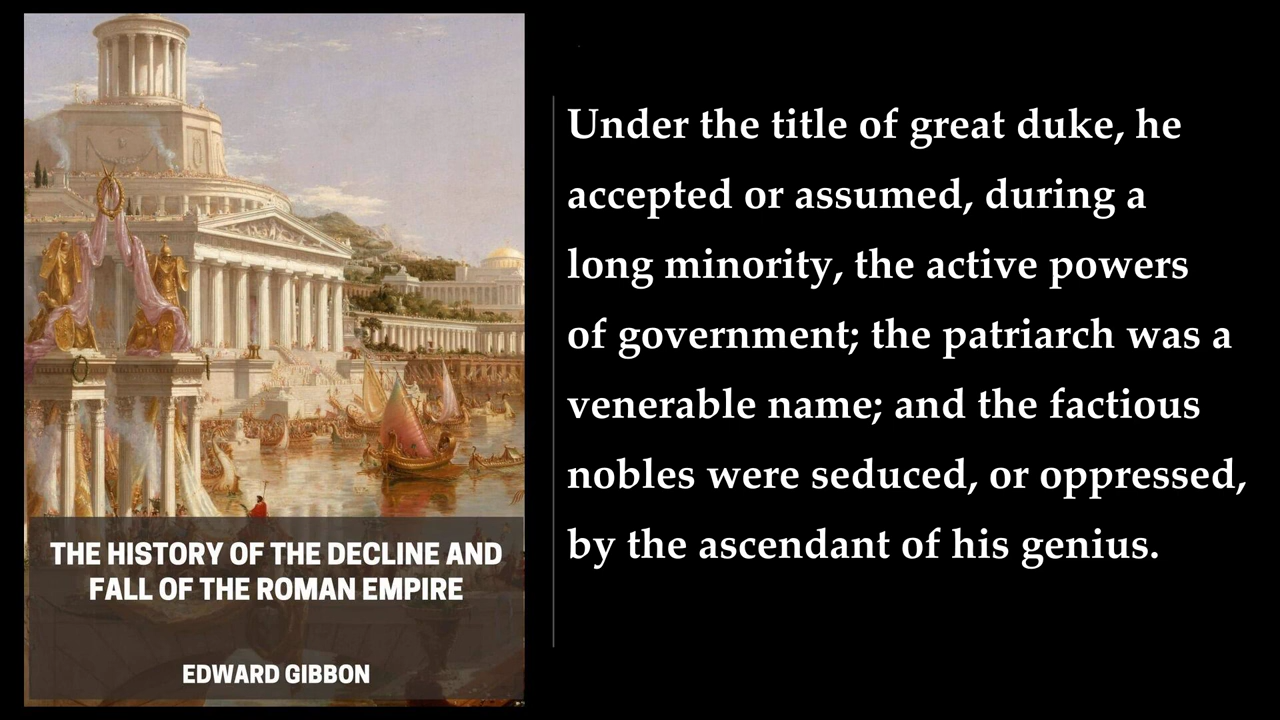 THE HISTORY OF THE DECLINE AND
FALL OF THE ROMAN EMPIRE
EDWARD GIBBON
Under the title of great duke, he
accepted or assumed, during a
long minority, the active powers
of government; the patriarch was a
venerable name; and the factious
nobles were seduced, or oppressed,
by the ascendant of his genius.